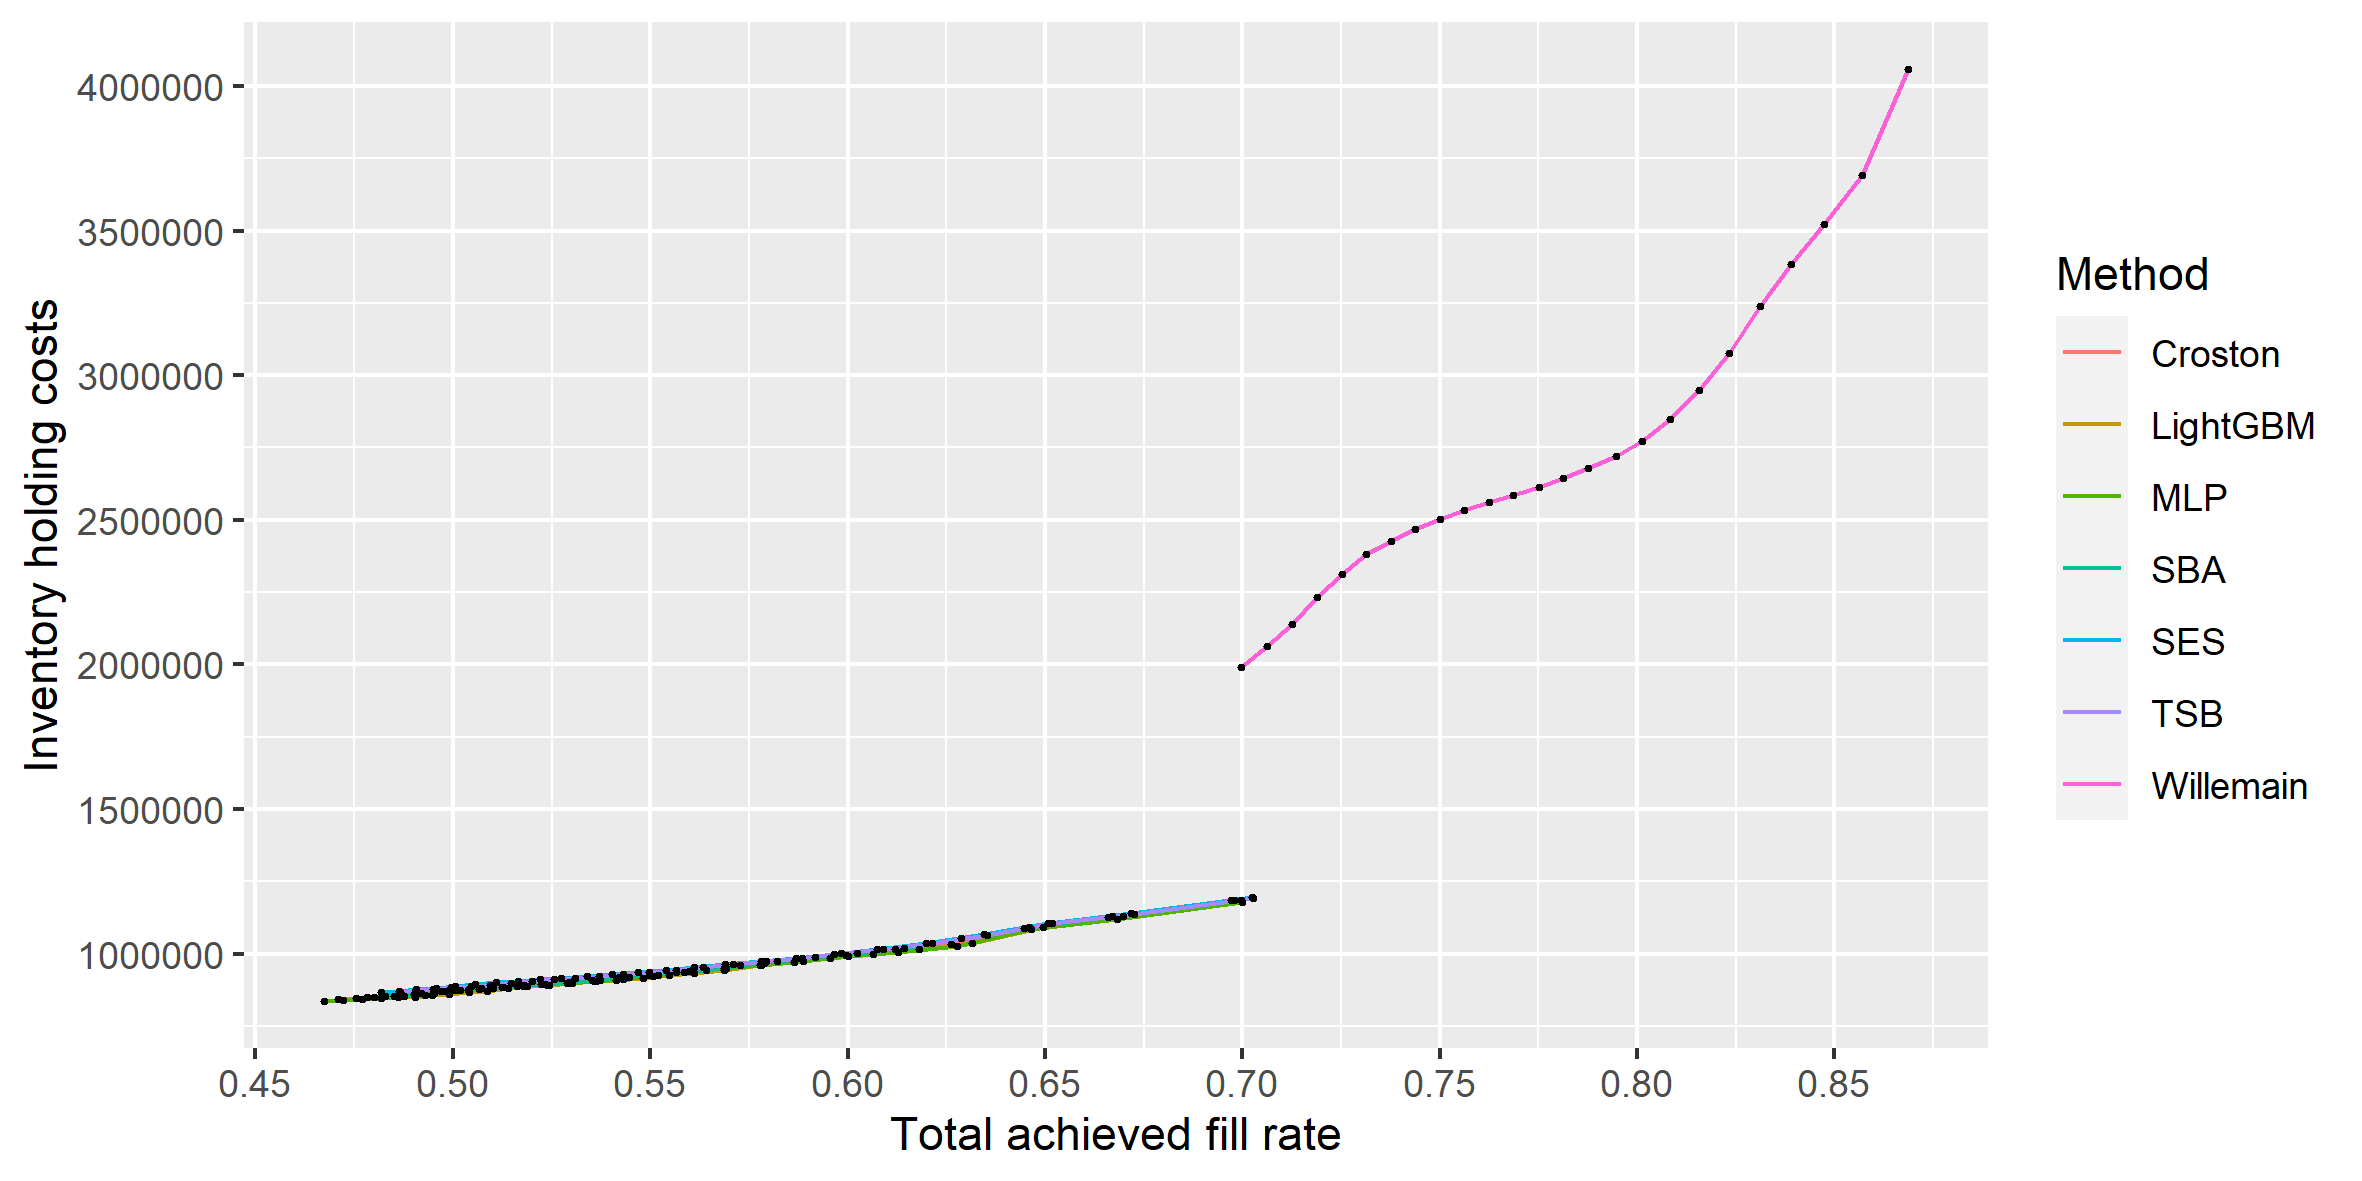 4000000
3500000
3000000
2500000
2000000
1500000
1000000
Inventory holding costs
0.45 0.50 0.55 0.60 0.65 0.70 0.75 0.80 0.85
Total achieved fill rate
Method
Croston
LightGBM
MLP
SBA
SES
TSB
Willemain